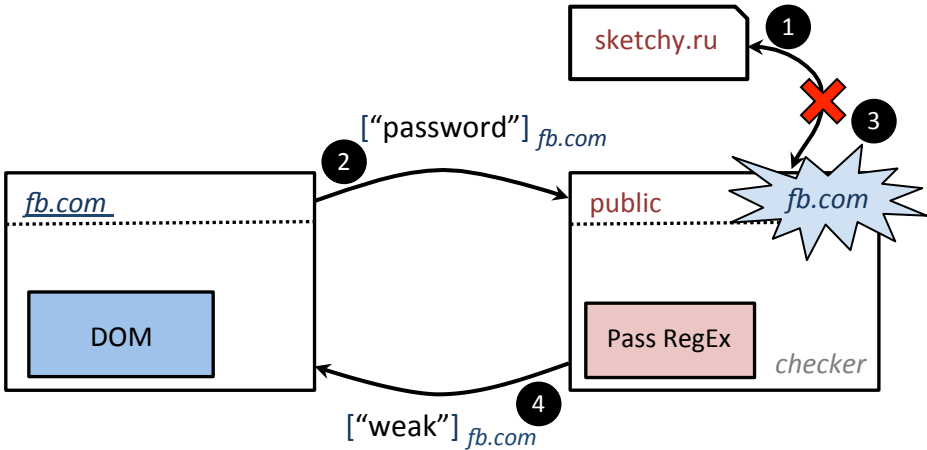 sketchy.ru
1
["password"] fb.com
3
2
fb.com
public
fb.com
DOM
Pass RegEx
checker
4
["weak"] fb.com